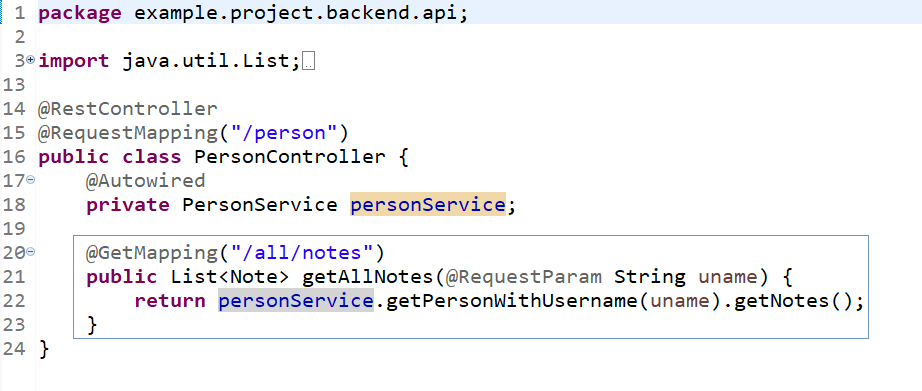 1 package example.project.backend.api;
2
3 import java.util.List;
13
14 @RestController
15 @RequestMapping("/person")
16 public class PersonController {
17 @Autowired
18 private PersonService personService;
19
20 @GetMapping("/all/notes")
21 public List<Note> getAllNotes(@RequestParam String uname) {
22 return personService.getPersonWithUsername(uname).getNotes();
23 }
24 }